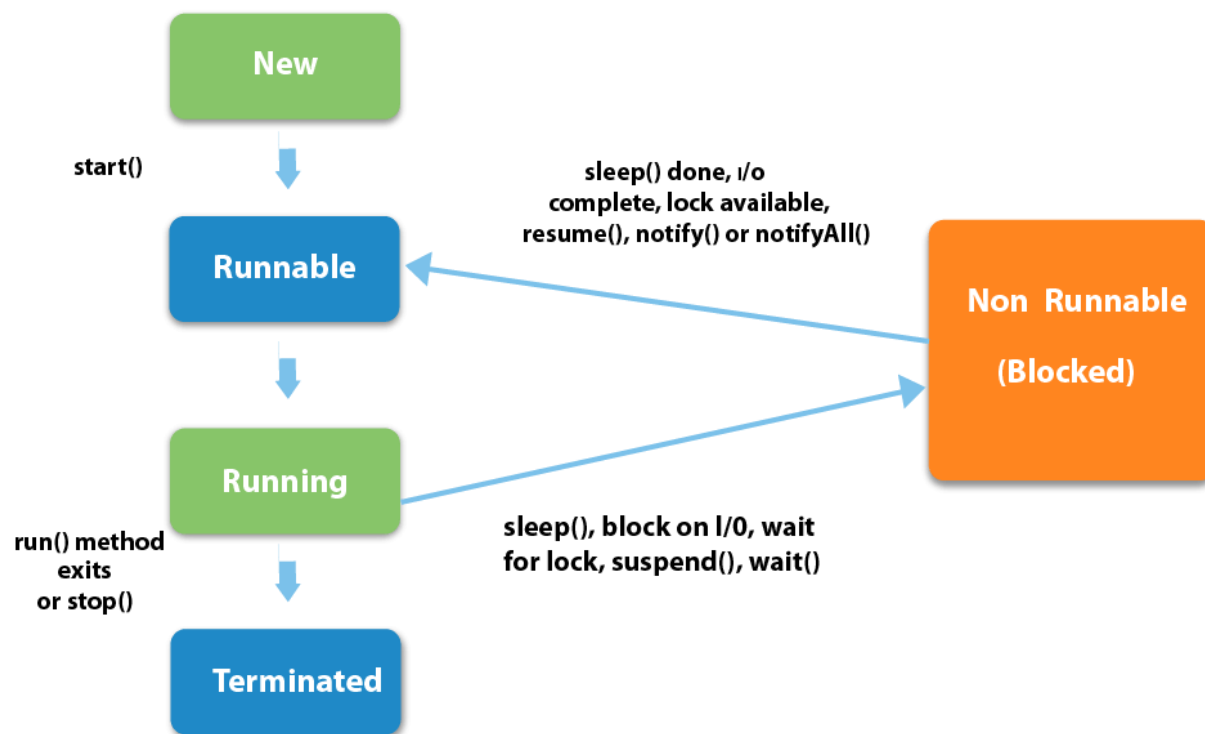 New
start()
sleep() done, I/o
complete, lock available,
resume(), notify() or notifyAll()
Runnable
Non Runnable
(Blocked)
Running
sleep(), block on I/0, wait
for lock, suspend(), wait()
run() method
exits
or stop()
Terminated